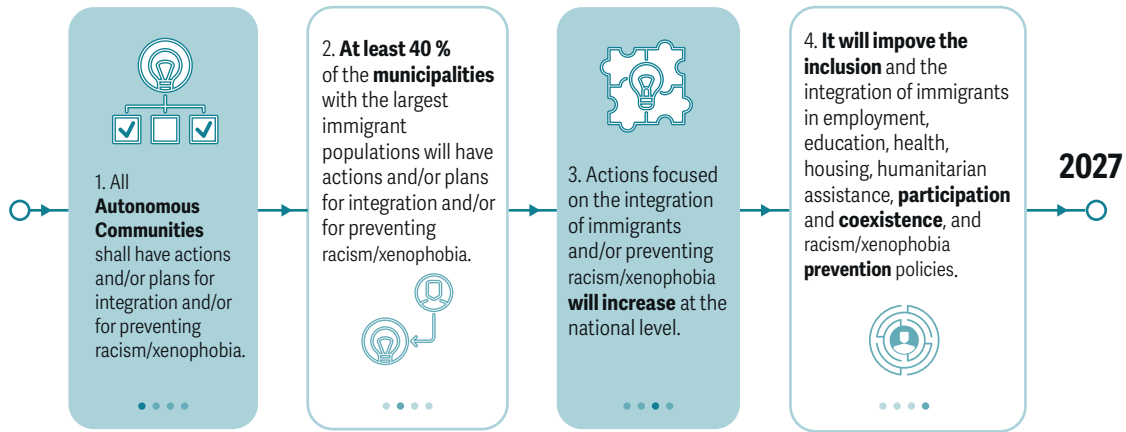 1. All
Autonomous
Communities
shall have actions
and/or plans for
integration and/or
for preventing
racism/xenophobia.
2. At least 40 %
of the municipalities
with the largest
immigrant
populations will have
actions and/or plans
for integration and/or
for preventing
racism/xenophobia.
3. Actions focused
on the integration
of immigrants
and/or preventing
racism/xenophobia
will increase at the
national level.
4. It will impove the
inclusion and the
integration of immigrants
in employment,
education, health,
housing, humanitarian
assistance, participation
and coexistence, and
racism/xenophobia
prevention policies.
2027